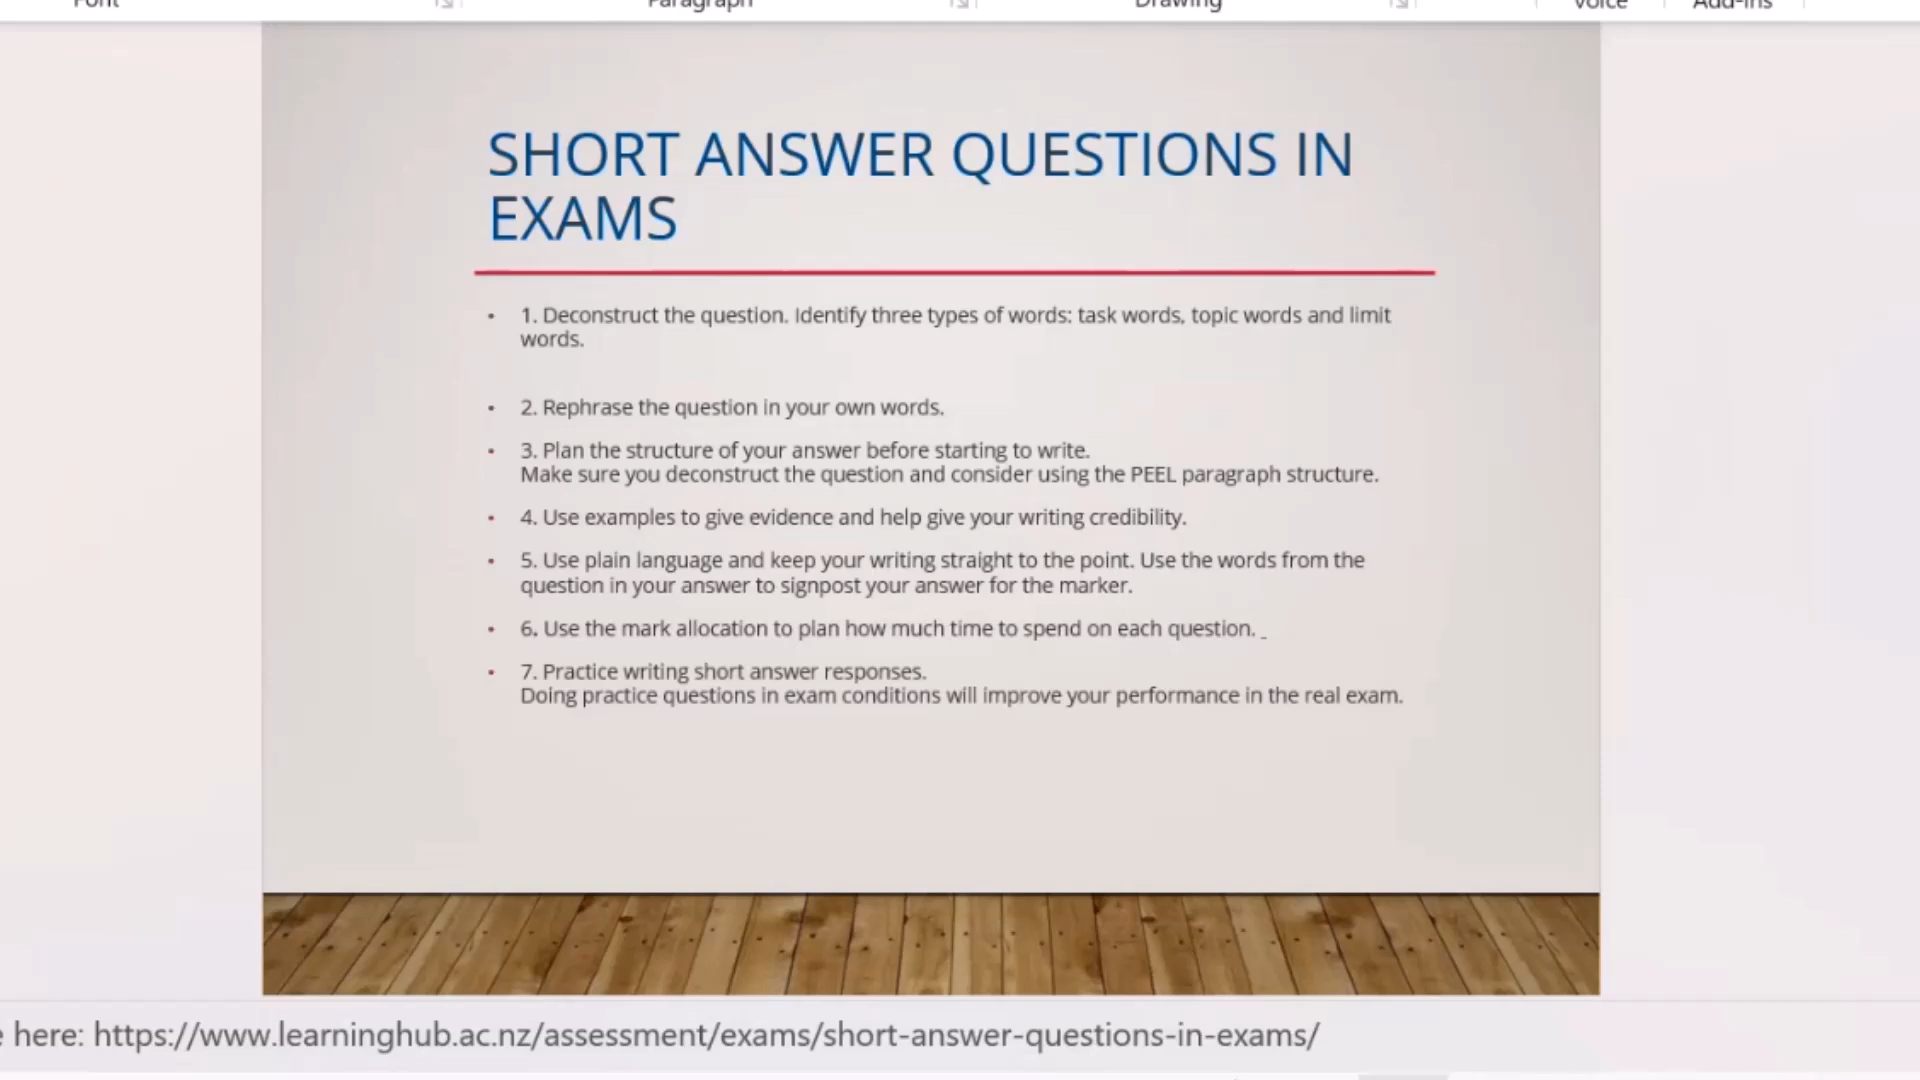 Font Paragraph Drawing Voice Add-ins
SHORT ANSWER QUESTIONS IN
EXAMS
• 1. Deconstruct the question. Identify three types of words: task words, topic words and limit
words.
• 2. Rephrase the question in your own words.
• 3. Plan the structure of your answer before starting to write.
Make sure you deconstruct the question and consider using the PEEL paragraph structure.
• 4. Use examples to give evidence and help give your writing credibility.
• 5. Use plain language and keep your writing straight to the point. Use the words from the
question in your answer to signpost your answer for the marker.
• 6. Use the mark allocation to plan how much time to spend on each question. _
• 7. Practice writing short answer responses.
Doing practice questions in exam conditions will improve your performance in the real exam.
here: https://www.learninghub.ac.nz/assessment/exams/short-answer-questions-in-exams/